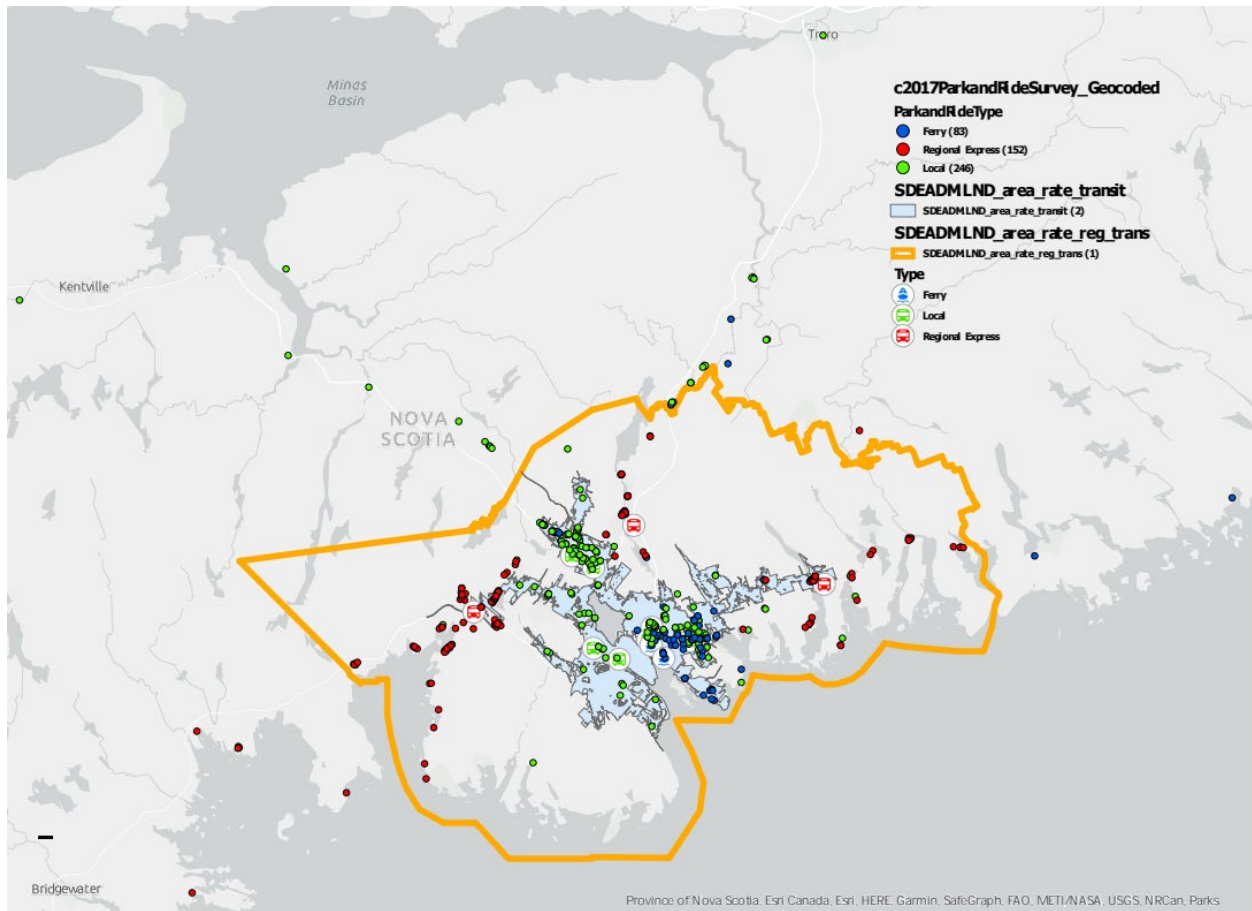 Truro
Minas
Basin
c2017ParkandRideSurvey_Geocoded
ParkandRideType
Ferry (83)
Regional Express (152)
Local (246)
SDEADMLND_area_rate_transit
SDEADMLND_area_rate_transit (2)
SDEADMLND_area_rate_reg_trans
SDEADMLND_area_rate_reg_trans (1)
Type
Ferry
Local
Regional Express
Kentville
NOVA
SCOTIA
Bridgewater
Province of Nova Scotia, Esri Canada, Esri, HERE, Garmin, SafeGraph, FAO, METI/NASA, USGS, NRCan, Parks